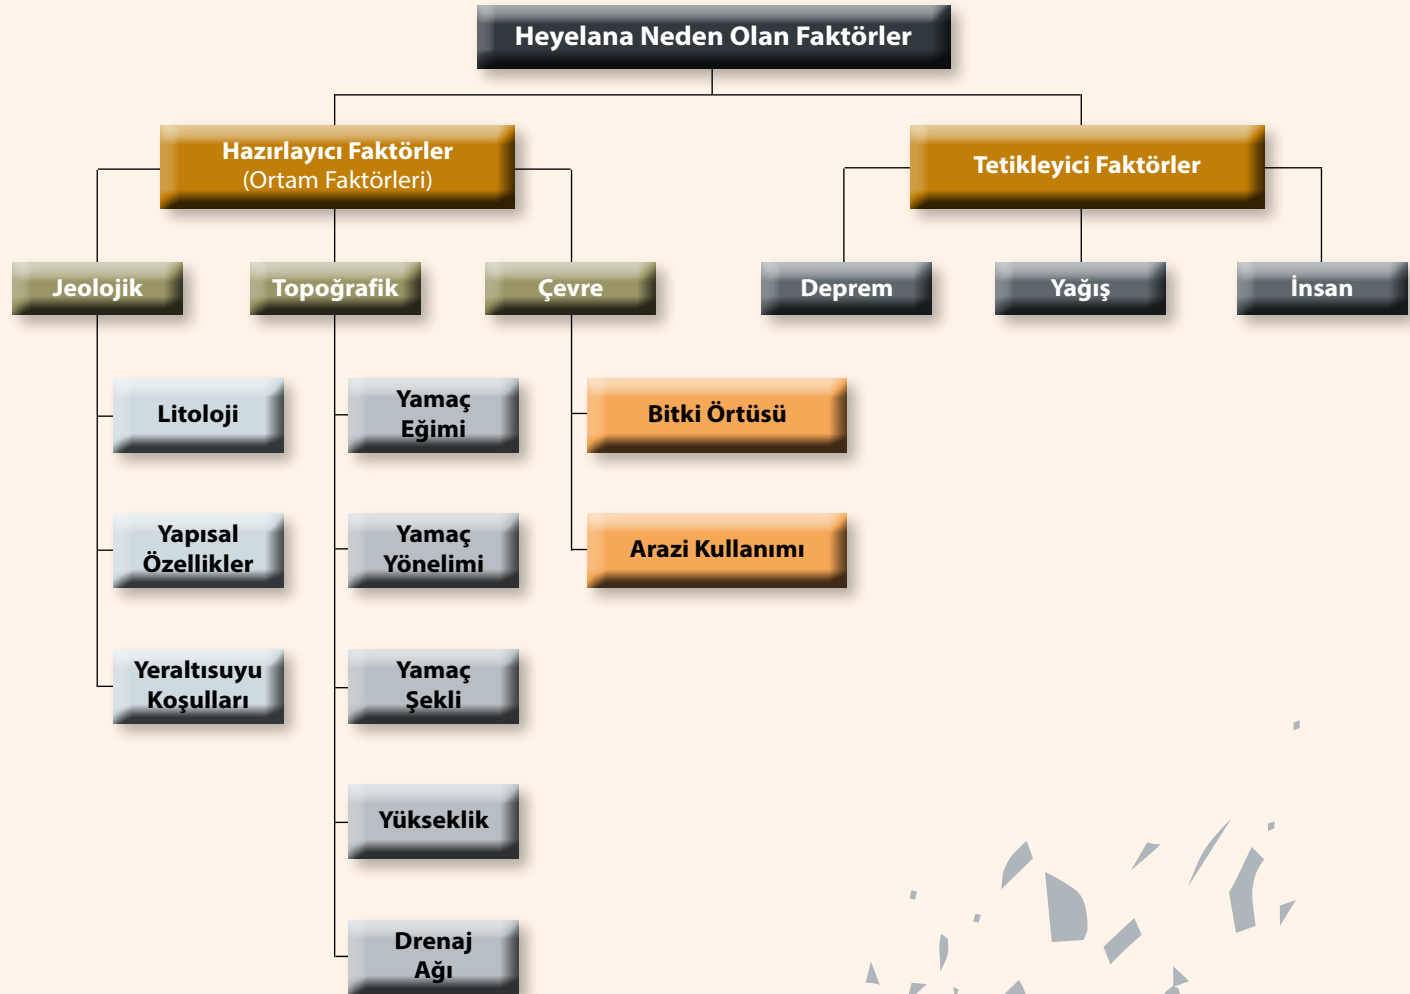 Heyelana Neden Olan Faktörler
Hazırlayıcı Faktörler
(Ortam Faktörleri)
Tetikleyici Faktörler
Jeolojik
Topoğrafik
Çevre
Deprem
Yağış
İnsan
Litoloji
Yapısal
Özellikler
Yeraltısuyu
Koşulları
Yamaç
Eğimi
Yamaç
Yönelimi
Yamaç
Şekli
Yükseklik
Drenaj
Ağı
Bitki Örtüsü
Arazi Kullanımı